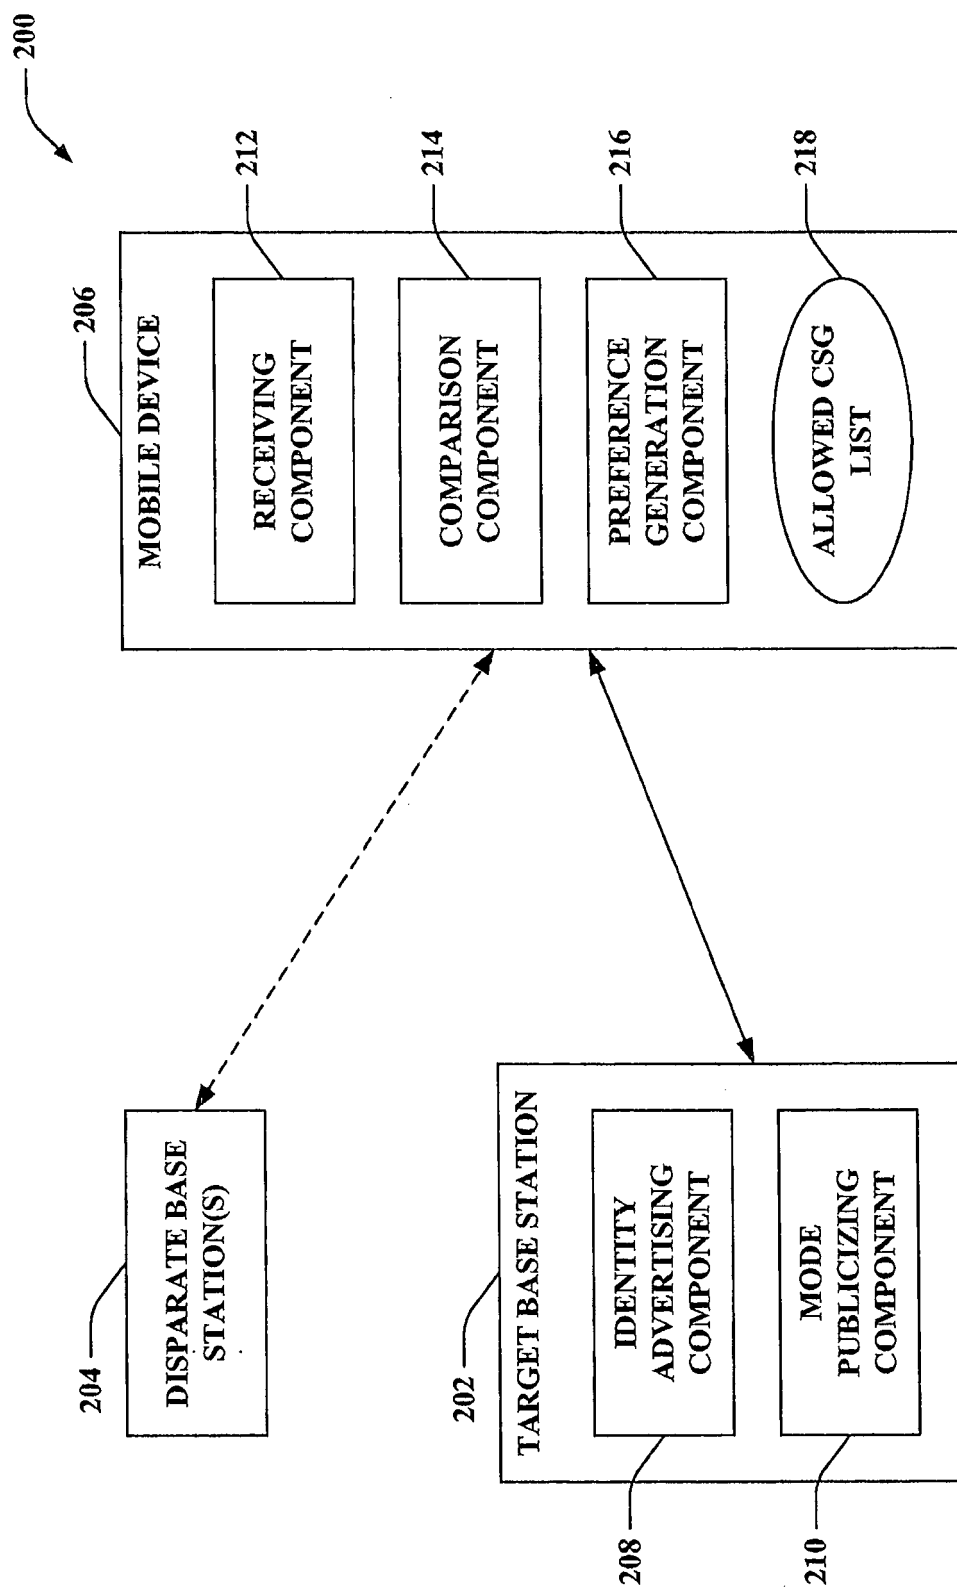 200
206
MOBILE DEVICE
RECEIVING
COMPONENT
212
COMPARISON
COMPONENT
214
PREFERENCE
GENERATION
COMPONENT
216
ALLOWED CSG
LIST
218
204
DISPARATE BASE
STATION(S)
202
TARGET BASE STATION
IDENTITY
ADVERTISING
COMPONENT
208
MODE
PUBLICIZING
COMPONENT
210